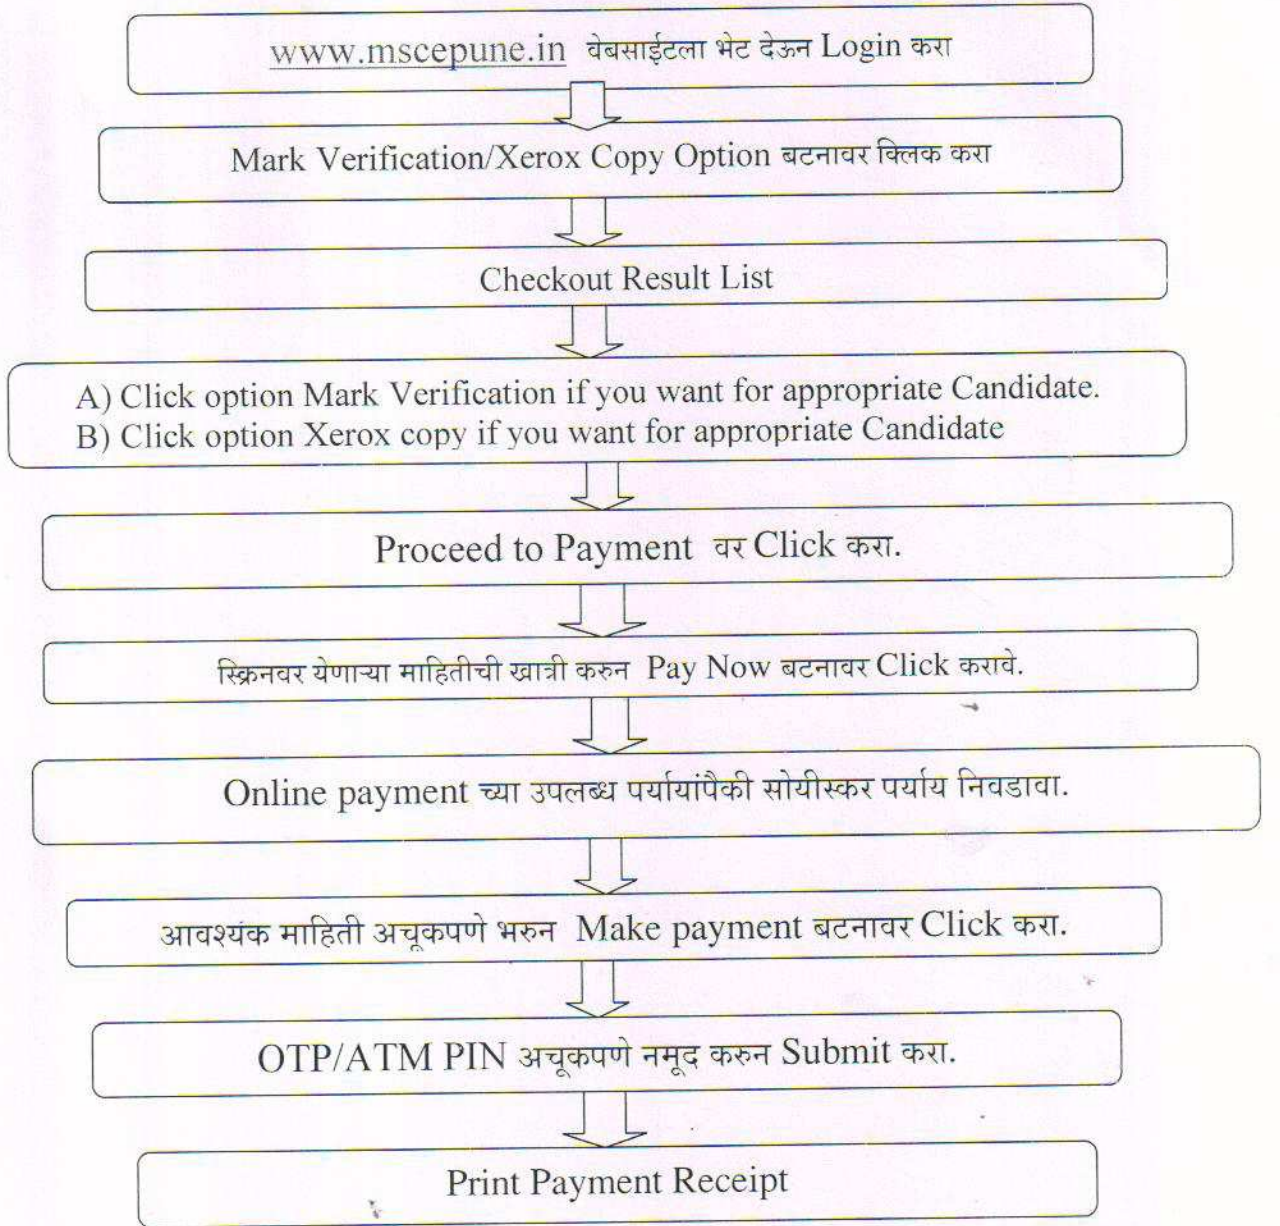 www.mscepune.in वेबसाईटला भेट देऊन Login करा
Mark Verification/Xerox Copy Option बटनावर क्लिक करा
Checkout Result List
A) Click option Mark Verification if you want for appropriate Candidate.
B) Click option Xerox copy if you want for appropriate Candidate
Proceed to Payment वर Click करा.
स्क्रिनवर येणाऱ्या माहितीची खात्री करुन Pay Now बटनावर Click करावे.
Online payment च्या उपलब्ध पर्यायांपैकी सोयीस्कर पर्याय निवडावा.
आवश्यंक माहिती अचूकपणे भरुन Make payment बटनावर Click करा.
OTP/ATM PIN अचूकपणे नमूद करुन Submit करा.
Print Payment Receipt